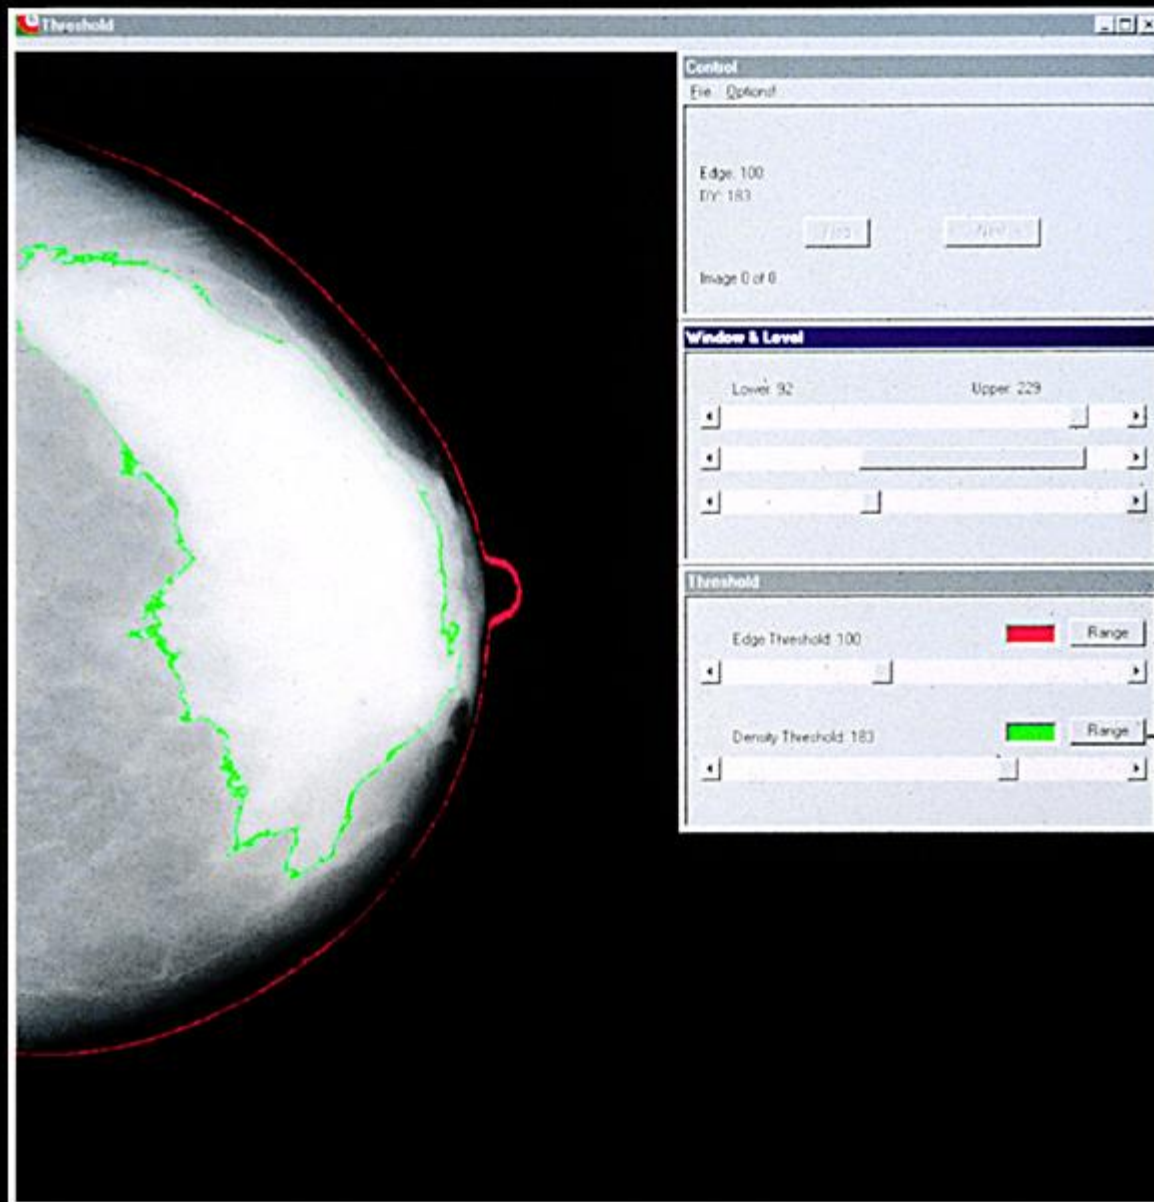 Threshold
Control
File Options!
Edge: 100
DY: 183
Image 0 of 0
Window & Level
Lower: 92 Upper: 229
Threshold
Edge Threshold: 100 Range
Density Threshold: 183 Range